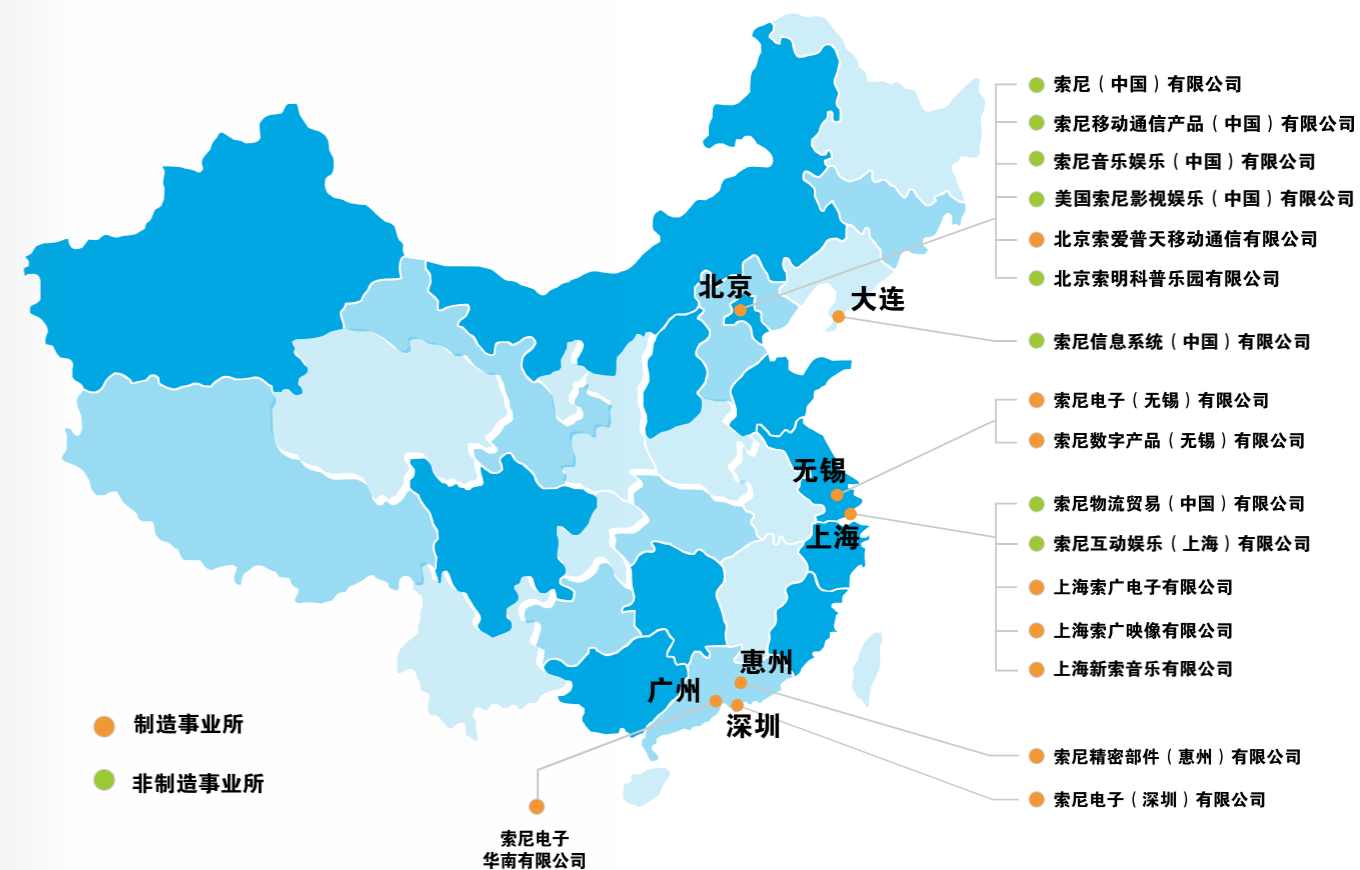 索尼（中国）有限公司
索尼移动通信产品（中国）有限公司
索尼音乐娱乐（中国）有限公司
美国索尼影视娱乐（中国）有限公司
北京索爱普天移动通信有限公司
北京索明科普乐园有限公司
北京
大连
索尼信息系统（中国）有限公司
索尼电子（无锡）有限公司
索尼数字产品（无锡）有限公司
无锡
索尼物流贸易（中国）有限公司
上海
索尼互动娱乐（上海）有限公司
上海索广电子有限公司
上海索广映像有限公司
上海新索音乐有限公司
惠州
广州
深圳
制造事业所
非制造事业所
索尼精密部件（惠州）有限公司
索尼电子（深圳）有限公司
索尼电子
华南有限公司